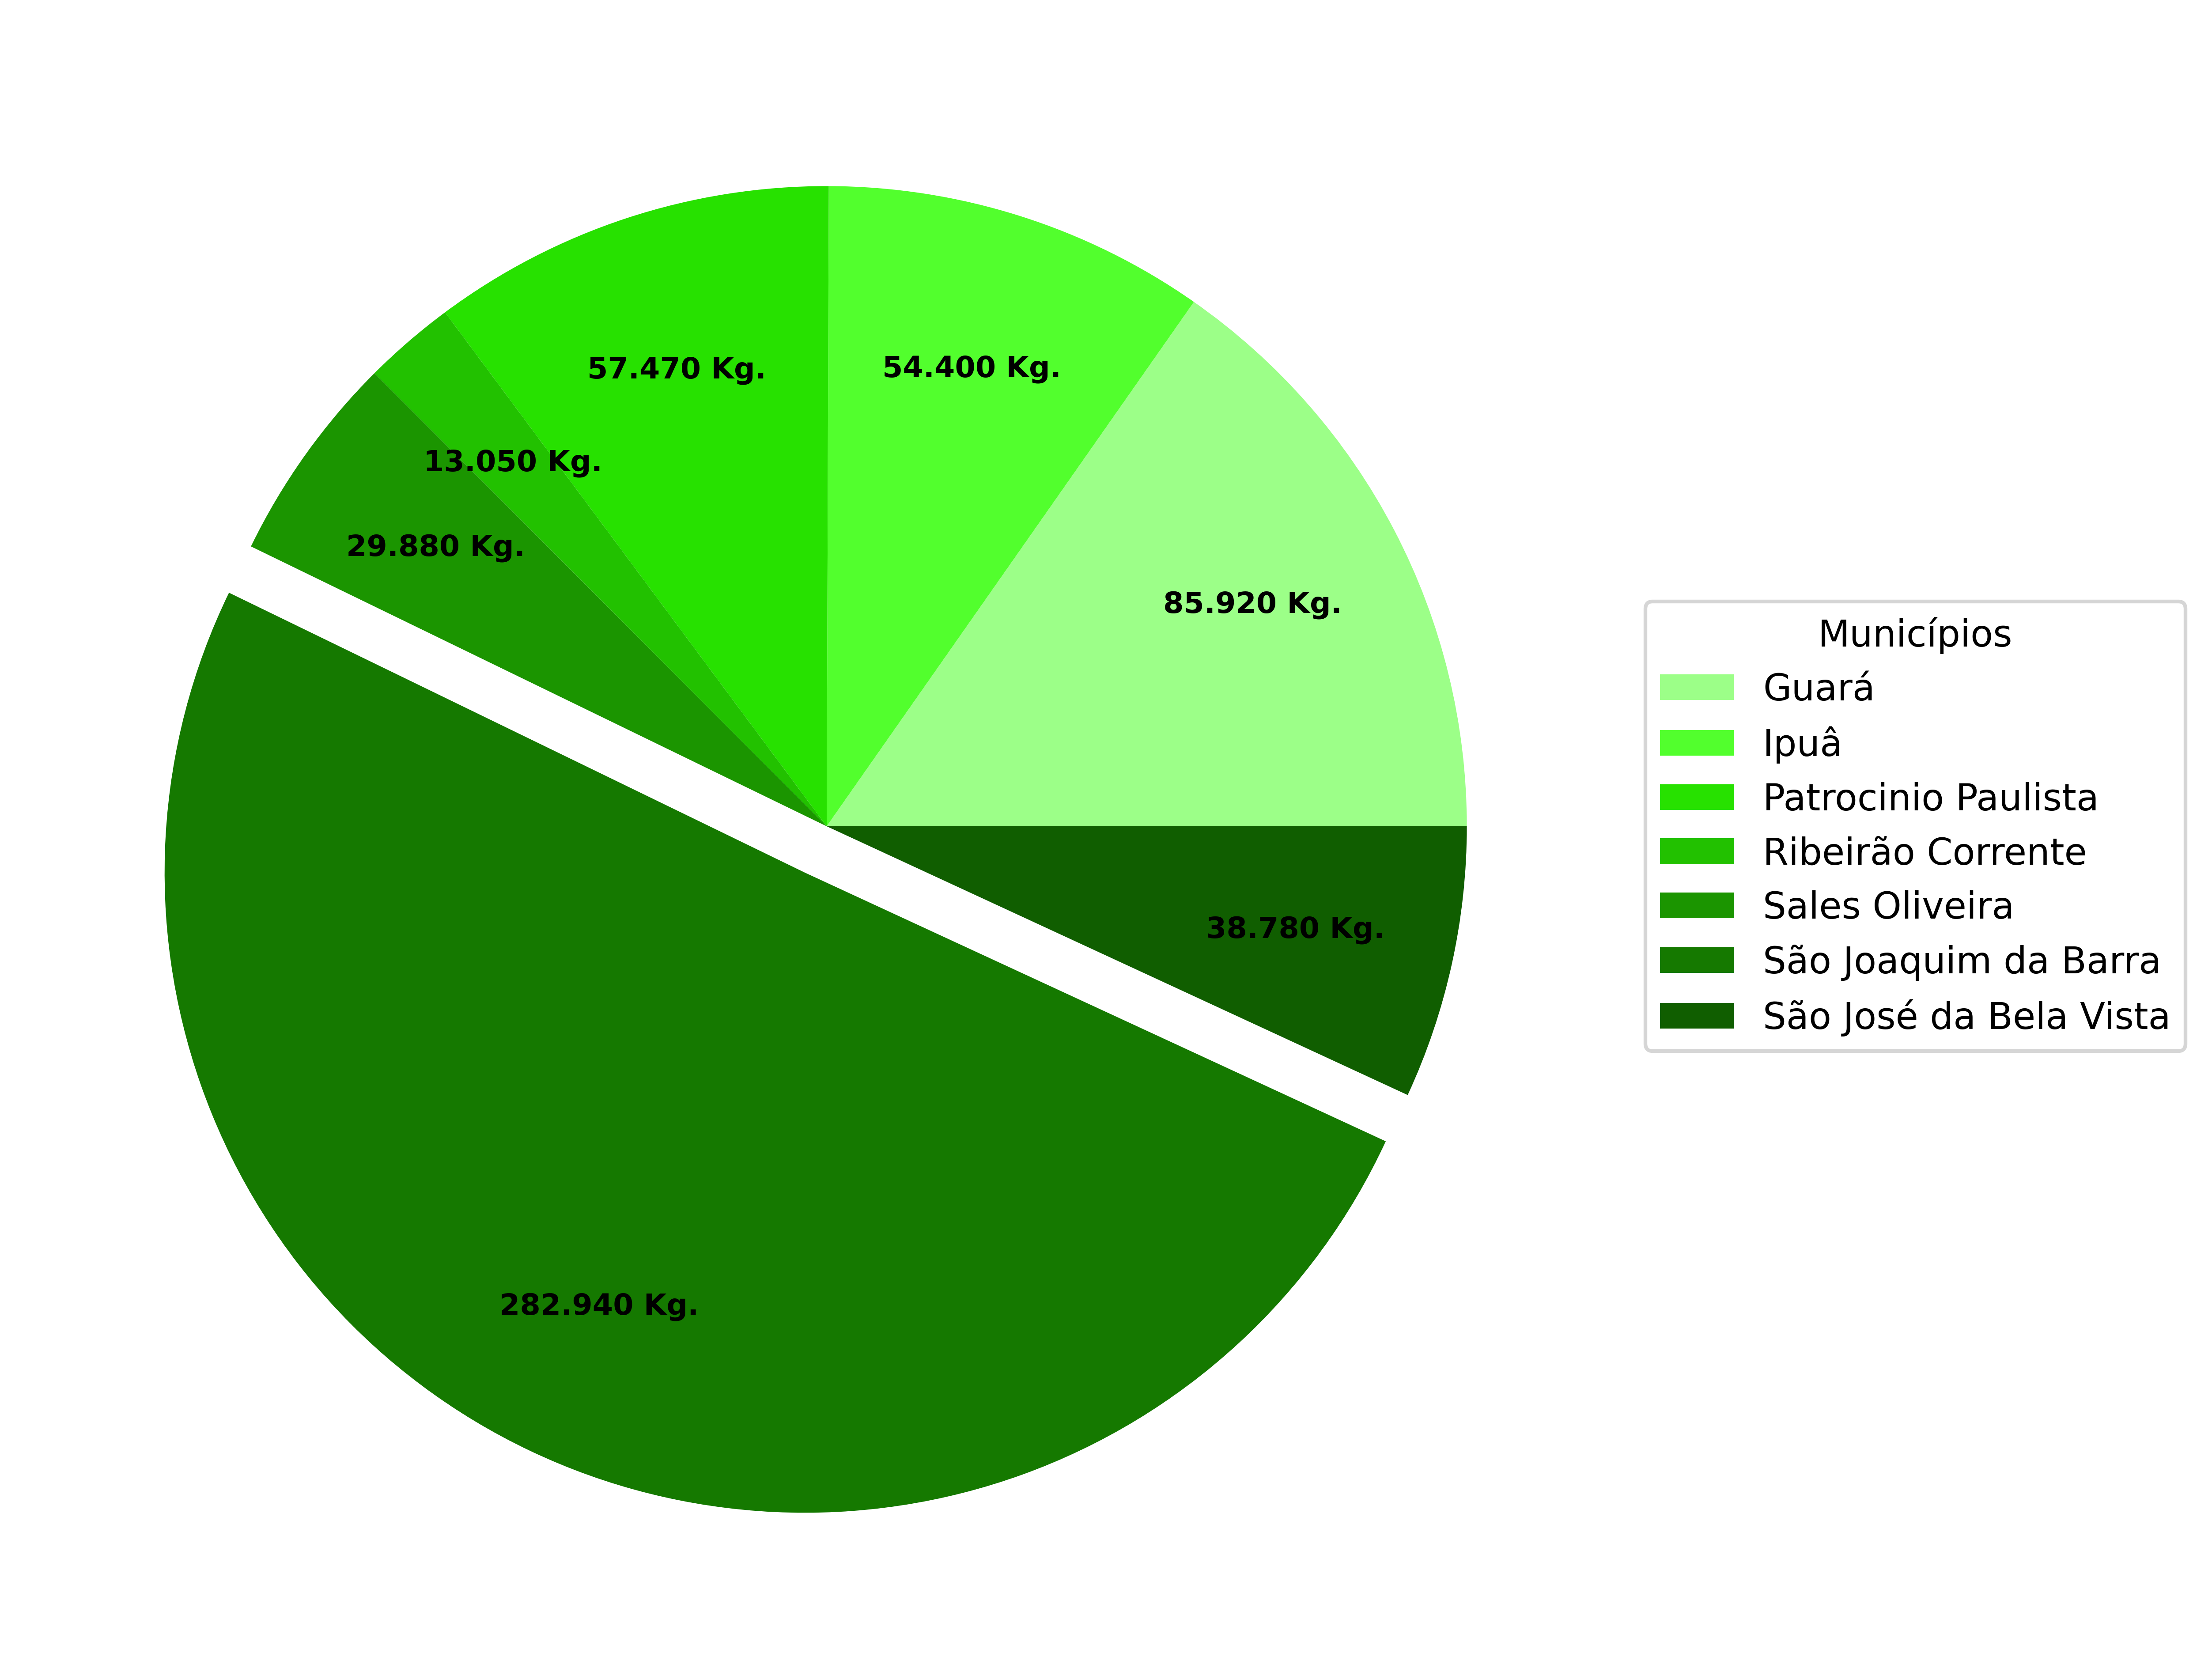 57.470 Kg.
54.400 Kg.
13.050 Kg.
29.880 Kg.
85.920 Kg.
38.780 Kg.
282.940 Kg.
Municípios
Guará
Ipuâ
Patrocinio Paulista
Ribeirão Corrente
Sales Oliveira
São Joaquim da Barra
São José da Bela Vista